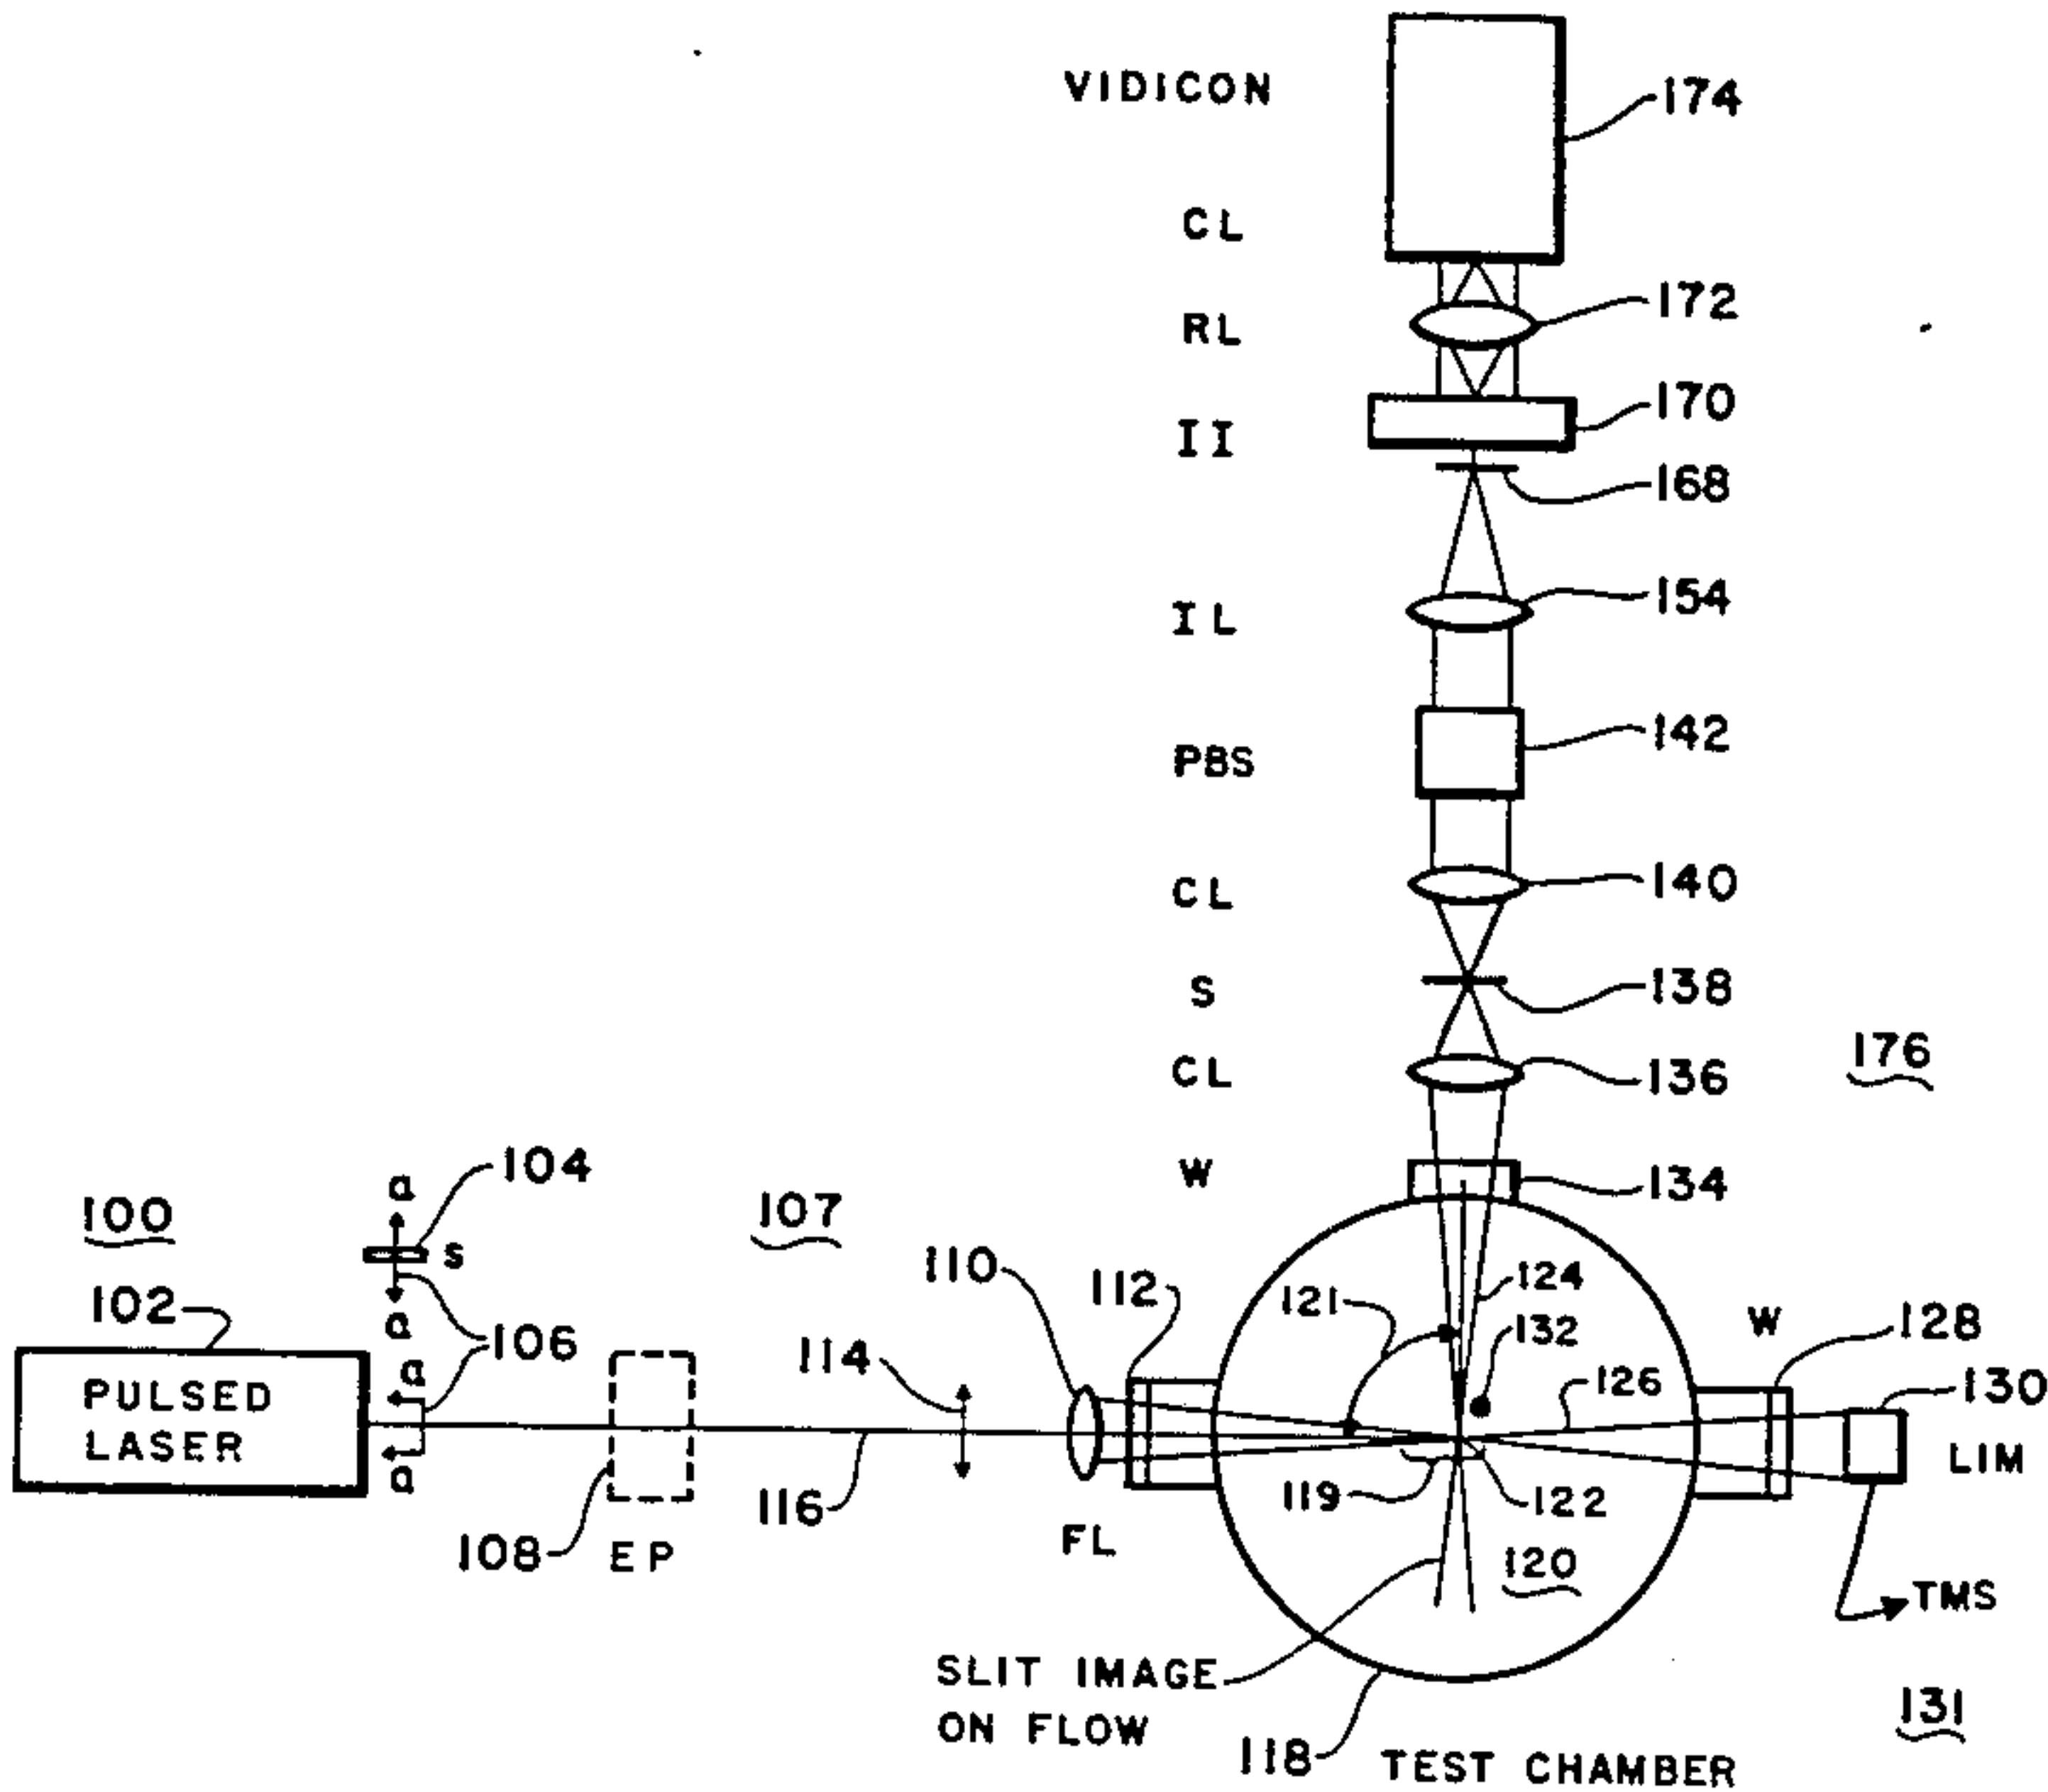 VIDICON
174
CL
172
RL
170
II
168
IL
154
PBS
142
CL
140
S
138
CL
136
176
W
134
100
a
104
s
107
110
112
121
124
W
128
102
a
106
114
132
126
130
PULSED
LASER
a
a
LIM
108
EP
116
FL
119
122
120
TMS
SLIT IMAGE
ON FLOW
118
TEST CHAMBER
131